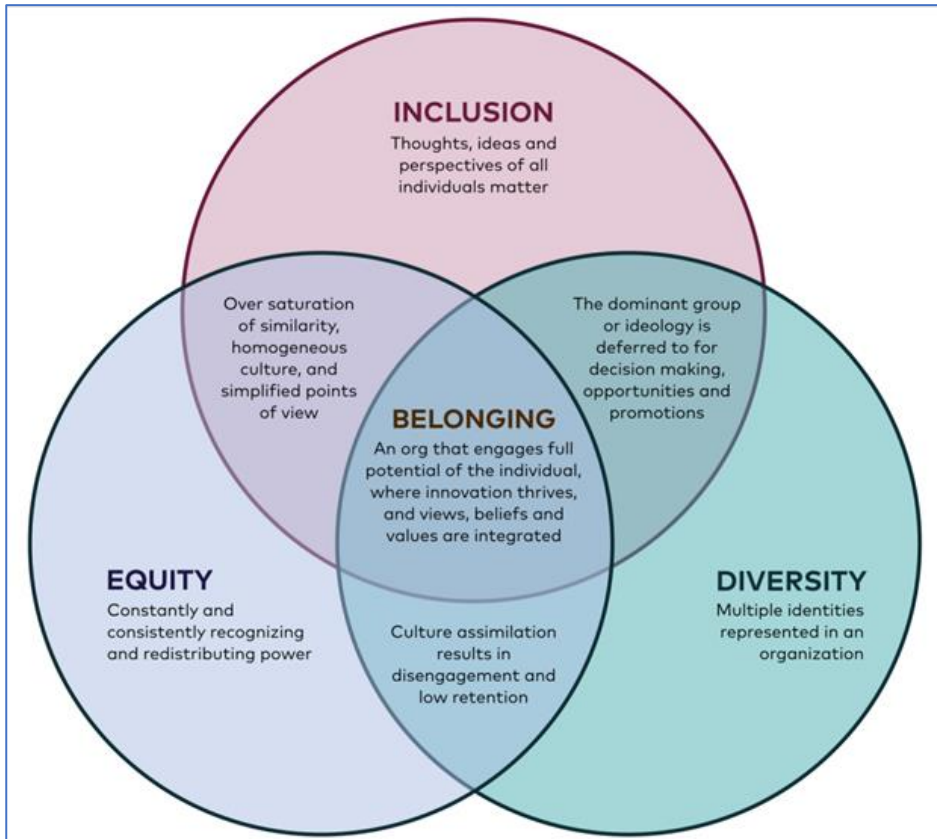 INCLUSION
Thoughts, ideas and
perspectives of all
individuals matter
Over saturation
of similarity,
homogeneous
culture, and
simplified points
of view
The dominant group
or ideology is
deferred to for
decision making,
opportunities and
promotions
BELONGING
An org that engages full
potential of the individual,
where innovation thrives,
and views, beliefs and
values are integrated
EQUITY
Constantly and
consistently recognizing
and redistributing power
Culture assimilation
results in
disengagement and
low retention
DIVERSITY
Multiple identities
represented in an
organization